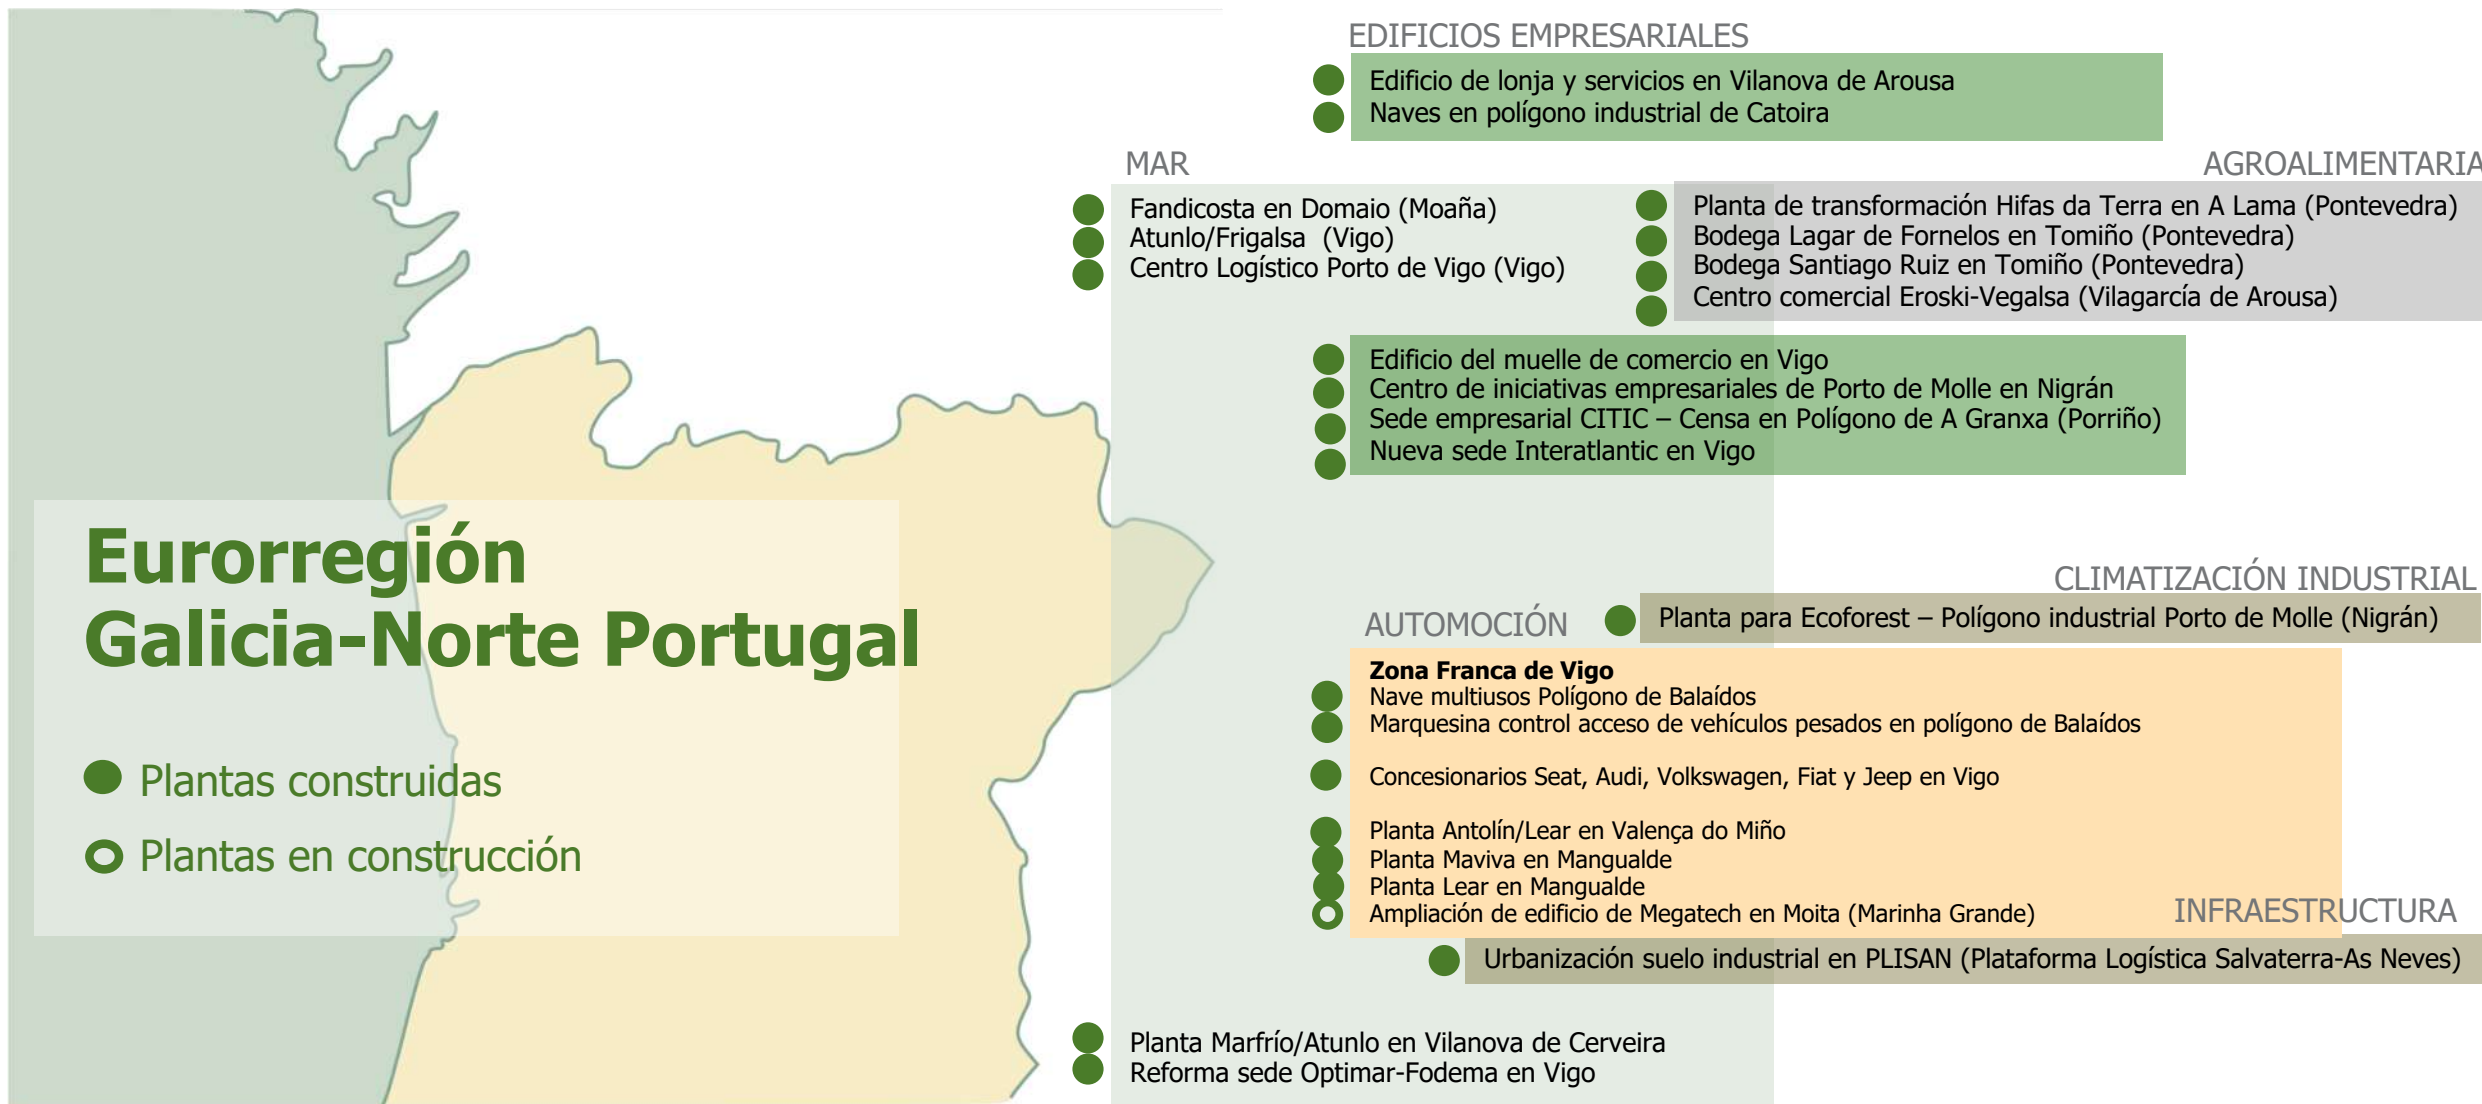 EDIFICIOS EMPRESARIALES
Edificio de lonja y servicios en Vilanova de Arousa
Naves en polígono industrial de Catoira
MAR
Fandicosta en Domaio (Moaña)
Atunlo/Frigalsa (Vigo)
Centro Logístico Porto de Vigo (Vigo)
AGROALIMENTARIA
Planta de transformación Hifas da Terra en A Lama (Pontevedra)
Bodega Lagar de Fornelos en Tomiño (Pontevedra)
Bodega Santiago Ruiz en Tomiño (Pontevedra)
Centro comercial Eroski-Vegalsa (Vilagarcía de Arousa)
Edificio del muelle de comercio en Vigo
Centro de iniciativas empresariales de Porto de Molle en Nigrán
Sede empresarial CITIC – Censa en Polígono de A Granxa (Porriño)
Nueva sede Interatlantic en Vigo
Eurorregión
Galicia-Norte Portugal
Plantas construidas
Plantas en construcción
CLIMATIZACIÓN INDUSTRIAL
Planta para Ecoforest – Polígono industrial Porto de Molle (Nigrán)
AUTOMOCIÓN
Zona Franca de Vigo
Nave multiusos Polígono de Balaídos
Marquesina control acceso de vehículos pesados en polígono de Balaídos
Concesionarios Seat, Audi, Volkswagen, Fiat y Jeep en Vigo
Planta Antolín/Lear en Valença do Miño
Planta Maviva en Mangualde
Planta Lear en Mangualde
Ampliación de edificio de Megatech en Moita (Marinha Grande)
INFRAESTRUCTURA
Urbanización suelo industrial en PLISAN (Plataforma Logística Salvaterra-As Neves)
Planta Marfrío/Atunlo en Vilanova de Cerveira
Reforma sede Optimar-Fodema en Vigo